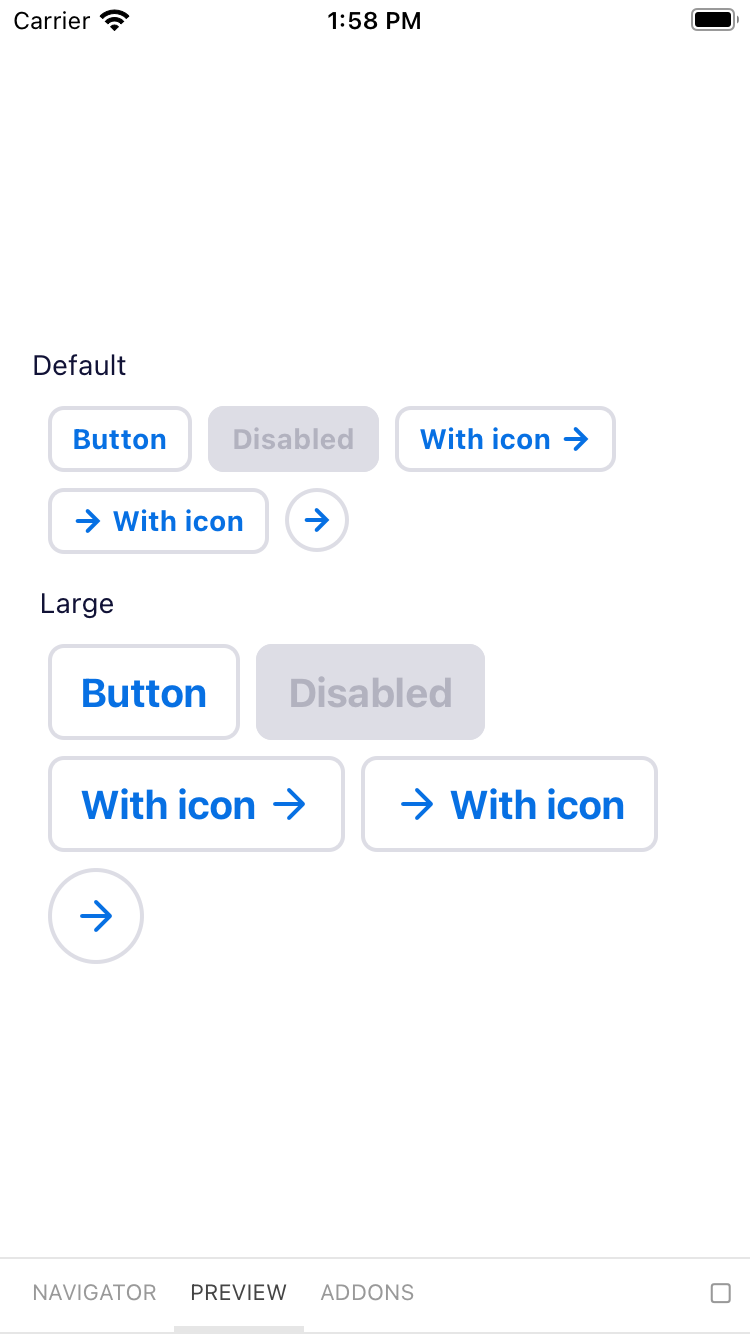 Carrier 1:58 PM
Default
Button Disabled With icon
With icon
Large
Button Disabled
With icon With icon
NAVIGATOR PREVIEW ADDONS